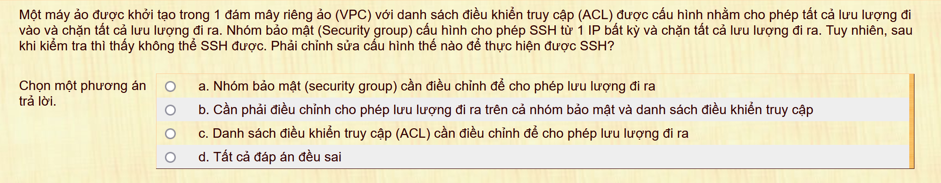 Một máy ảo được khởi tạo trong 1 đám mây riêng ảo (VPC) với danh sách điều khiển truy cập (ACL) được cấu hình nhằm cho phép tất cả lưu lượng đi
vào và chặn tất cả lưu lượng đi ra. Nhóm bảo mật (Security group) cấu hình cho phép SSH từ 1 IP bất kỳ và chặn tất cả lưu lượng đi ra. Tuy nhiên, sau
khi kiểm tra thì thấy không thể SSH được. Phải chỉnh sửa cấu hình thế nào để thực hiện được SSH?
Chọn một phương án
trả lời.
a. Nhóm bảo mật (security group) cần điều chỉnh để cho phép lưu lượng đi ra
b. Cần phải điều chỉnh cho phép lưu lượng đi ra trên cả nhóm bảo mật và danh sách điều khiển truy cập
c. Danh sách điều khiển truy cập (ACL) cần điều chỉnh để cho phép lưu lượng đi ra
d. Tất cả đáp án đều sai